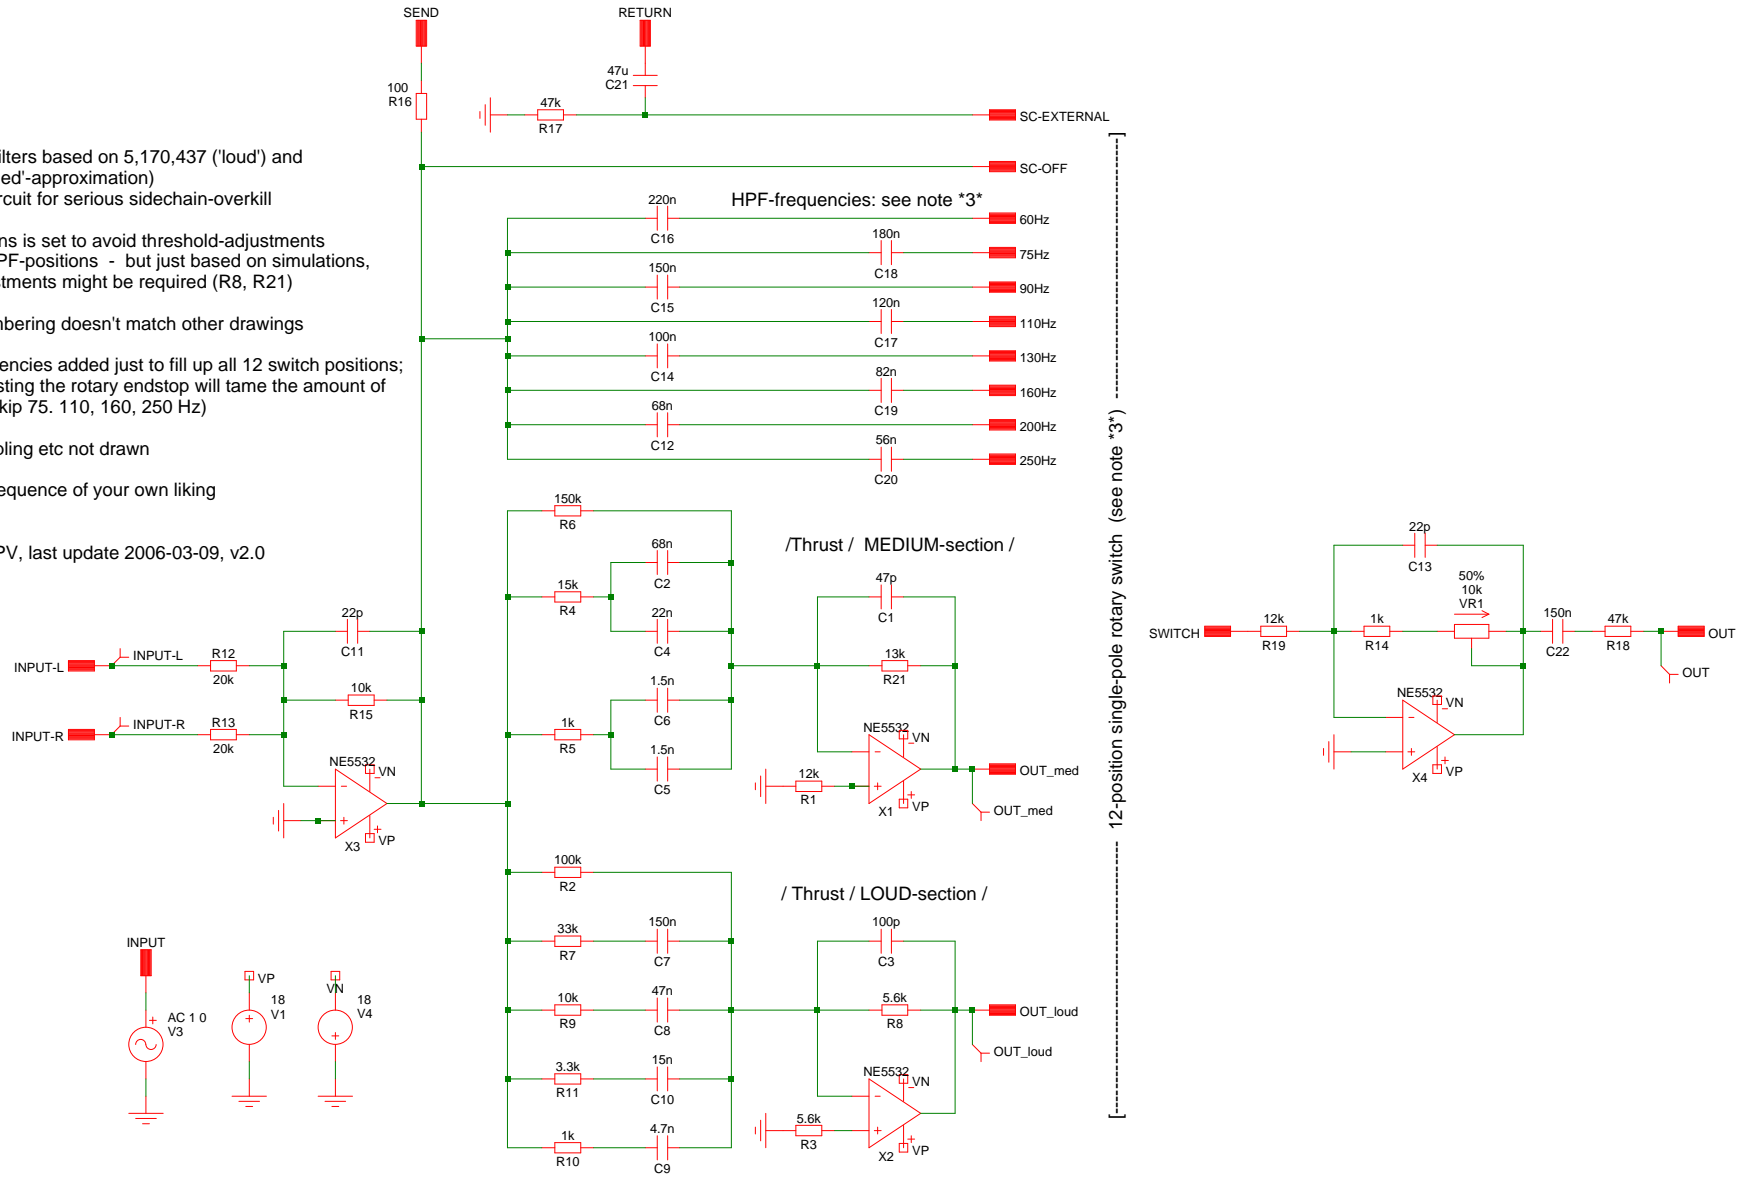 SEND
RETURN
47u
C21
100
R16
47k
R17
SC-EXTERNAL
SC-OFF
ilters based on 5,170,437 ('loud') and
ed'-approximation)
rcuit for serious sidechain-overkill
ns is set to avoid threshold-adjustments
PF-positions - but just based on simulations,
stments might be required (R8, R21)
nbering doesn't match other drawings
encies added just to fill up all 12 switch positions;
sting the rotary endstop will tame the amount of
kip 75. 110, 160, 250 Hz)
oling etc not drawn
equence of your own liking
PV, last update 2006-03-09, v2.0
HPF-frequencies: see note *3*
220n
C16
60Hz
180n
C18
75Hz
150n
C15
90Hz
120n
C17
110Hz
100n
C14
130Hz
82n
C19
160Hz
68n
C12
200Hz
56n
C20
250Hz
[----- 12-position single-pole rotary switch (see note *3*) -----]
150k
R6
/Thrust / MEDIUM-section /
68n
C2
15k
R4
22n
C4
1.5n
C6
1k
R5
1.5n
C5
47p
C1
13k
R21
NE5532
VN
12k
R1
X1
VP
OUT_med
OUT_med
22p
C11
INPUT-L
INPUT-L
R12
20k
10k
R15
INPUT-R
INPUT-R
R13
20k
NE5532
VN
X3
VP
22p
C13
50%
10k
VR1
SWITCH
12k
R19
1k
R14
150n
C22
47k
R18
OUT
OUT
NE5532
VN
X4
VP
100k
R2
/ Thrust / LOUD-section /
33k
R7
150n
C7
10k
R9
47n
C8
3.3k
R11
15n
C10
1k
R10
4.7n
C9
100p
C3
5.6k
R8
OUT_loud
OUT_loud
NE5532
VN
5.6k
R3
X2
VP
INPUT
AC 1 0
V3
VP
18
V1
VN
18
V4